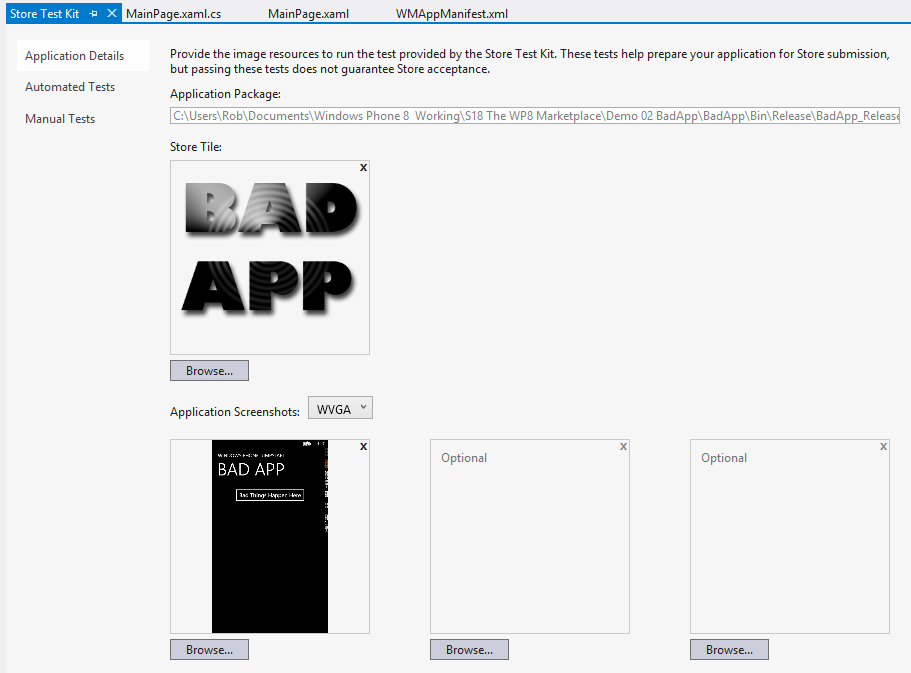 Store Test Kit
MainPage.xaml.cs
MainPage.xaml
WMAppManifest.xml
Application Details
Automated Tests
Manual Tests
Provide the image resources to run the test provided by the Store Test Kit. These tests help prepare your application for Store submission,
but passing these tests does not guarantee Store acceptance.
Application Package:
C:\Users\Rob\Documents\Windows Phone 8 Working\S18 The WP8 Marketplace\Demo 02 BadApp\BadApp\Bin\Release\BadApp_Release
Store Tile:
x
BAD
APP
Browse...
Application Screenshots:
WVGA
x
WINDOWS PHONE JUMPSTART
BAD APP
Bad Things Happen Here
Browse...
Optional
x
Browse...
Optional
x
Browse...